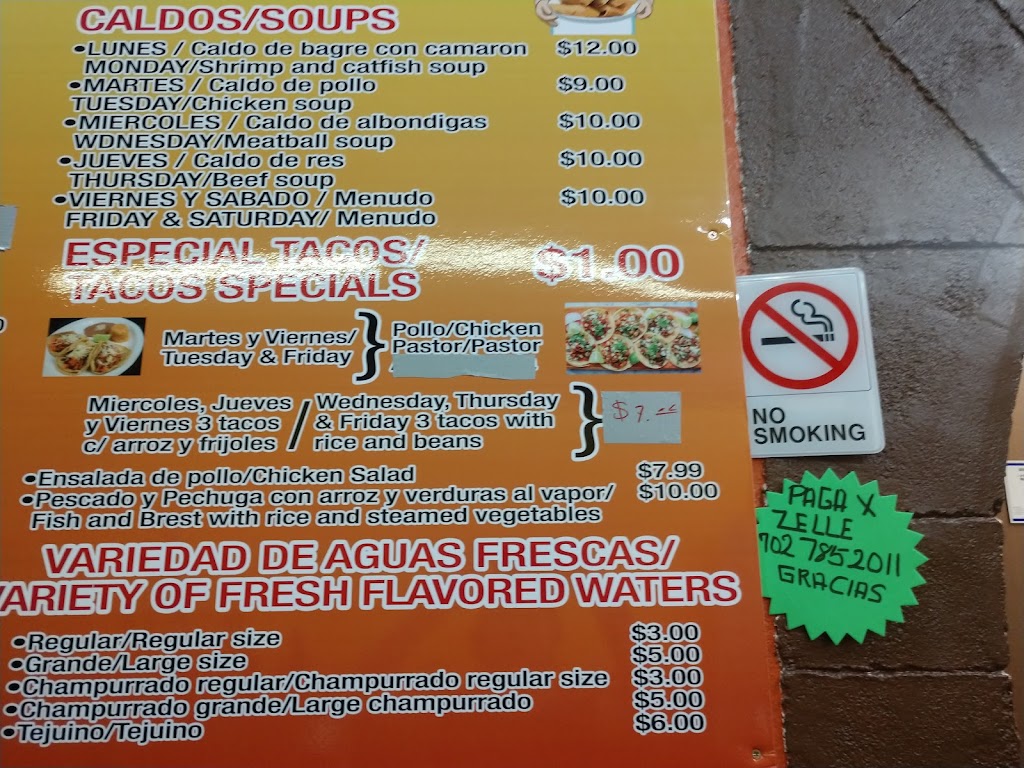 CALDOS/SOUPS
•LUNES / Caldo de bagre con camaron $12.00
MONDAY/Shrimp and catfish soup
•MARTES / Caldo de pollo $9.00
TUESDAY/Chicken soup
•MIERCOLES / Caldo de albondigas $10.00
WDNESDAY/Meatball soup
•JUEVES / Caldo de res $10.00
THURSDAY/Beef soup
•VIERNES Y SABADO / Menudo $10.00
FRIDAY & SATURDAY/ Menudo
ESPECIAL TACOS/ $1.00
TACOS SPECIALS
Martes y Viernes/
Tuesday & Friday
Pollo/Chicken
Pastor/Pastor
Miercoles, Jueves
y Viernes 3 tacos
c/ arroz y frijoles
/
Wednesday, Thursday
& Friday 3 tacos with
rice and beans
•Ensalada de pollo/Chicken Salad $7.99
•Pescado y Pechuga con arroz y verduras al vapor/ $10.00
Fish and Brest with rice and steamed vegetables
VARIEDAD DE AGUAS FRESCAS/
VARIETY OF FRESH FLAVORED WATERS
•Regular/Regular size $3.00
•Grande/Large size $5.00
•Champurrado regular/Champurrado regular size $3.00
•Champurrado grande/Large champurrado $5.00
•Tejuino/Tejuino $6.00
NO
SMOKING
PAGA X
ZELLE
702 785 2011
GRACIAS